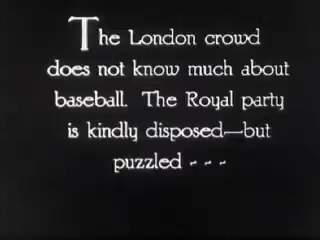 The London crowd
does not know much about
baseball. The Royal party
is kindly disposed—but
puzzled - - -